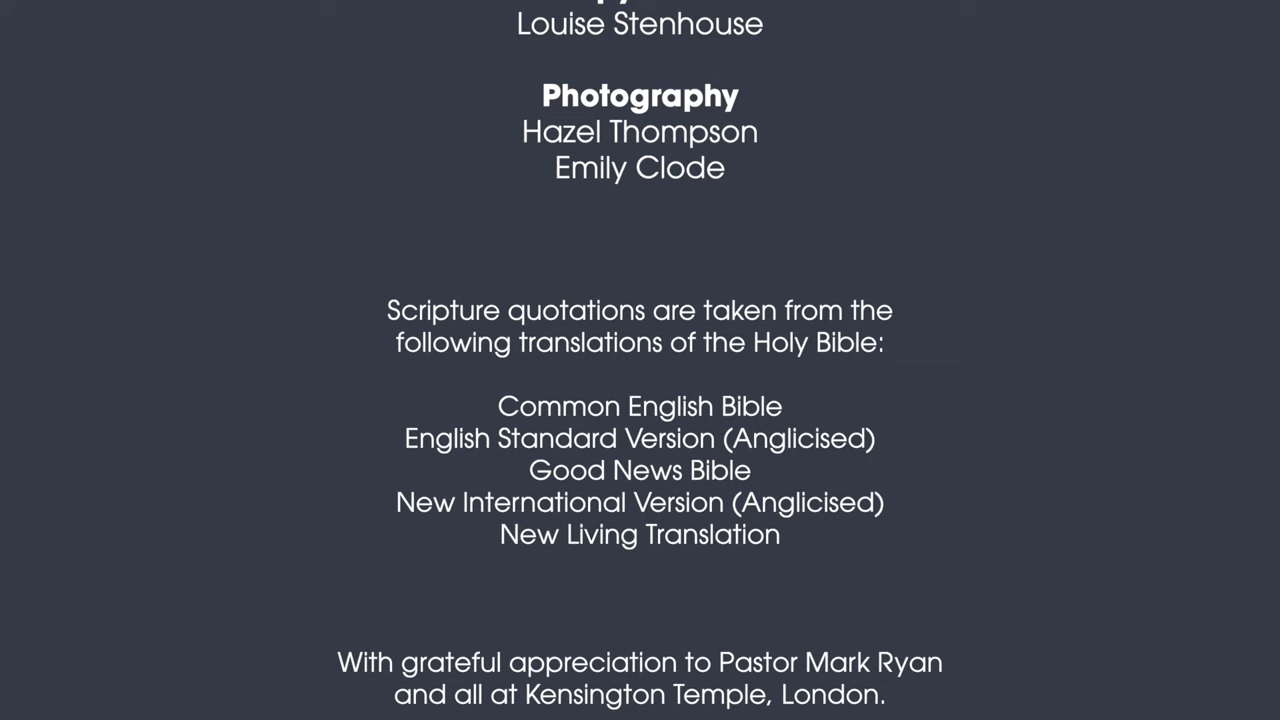 Louise Stenhouse
Photography
Hazel Thompson
Emily Clode
Scripture quotations are taken from the
following translations of the Holy Bible:
Common English Bible
English Standard Version (Anglicised)
Good News Bible
New International Version (Anglicised)
New Living Translation
With grateful appreciation to Pastor Mark Ryan
and all at Kensington Temple, London.